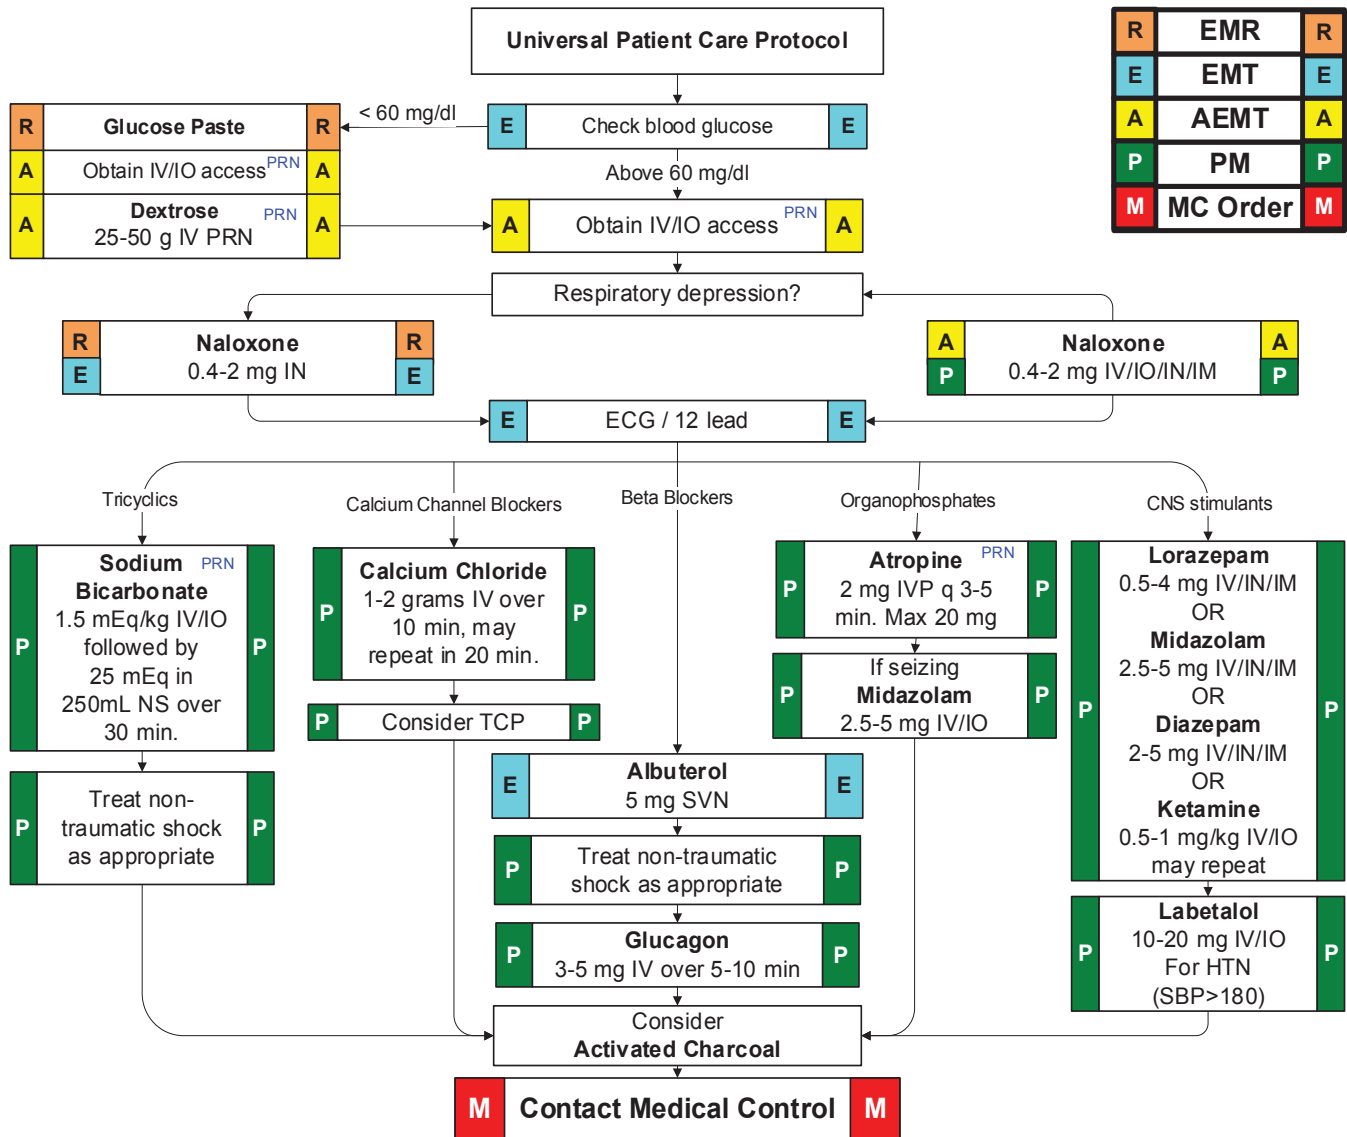 Universal Patient Care Protocol
R EMR R
E EMT E
A AEMT A
P PM P
M MC Order M
E Check blood glucose E
< 60 mg/dl
R Glucose Paste R
A Obtain IV/IO access PRN A
A Dextrose PRN A
25-50 g IV PRN
Above 60 mg/dl
A Obtain IV/IO access PRN A
Respiratory depression?
R Naloxone R
E 0.4-2 mg IN E
A Naloxone A
P 0.4-2 mg IV/IO/IN/IM P
E ECG / 12 lead E
Tricyclics
P Sodium PRN P
Bicarbonate
1.5 mEq/kg IV/IO
followed by
25 mEq in
250mL NS over
30 min.
P Treat non- P
traumatic shock
as appropriate
Calcium Channel Blockers
P Calcium Chloride P
1-2 grams IV over
10 min, may
repeat in 20 min.
P Consider TCP P
Beta Blockers
E Albuterol E
5 mg SVN
P Treat non-traumatic P
shock as appropriate
P Glucagon P
3-5 mg IV over 5-10 min
Organophosphates
P Atropine PRN P
2 mg IVP q 3-5
min. Max 20 mg
P If seizing P
Midazolam
2.5-5 mg IV/IO
CNS stimulants
P Lorazepam P
0.5-4 mg IV/IN/IM
OR
Midazolam
2.5-5 mg IV/IN/IM
OR
Diazepam
2-5 mg IV/IN/IM
OR
Ketamine
0.5-1 mg/kg IV/IO
may repeat
P Labetalol P
10-20 mg IV/IO
For HTN
(SBP>180)
Consider
Activated Charcoal
M Contact Medical Control M